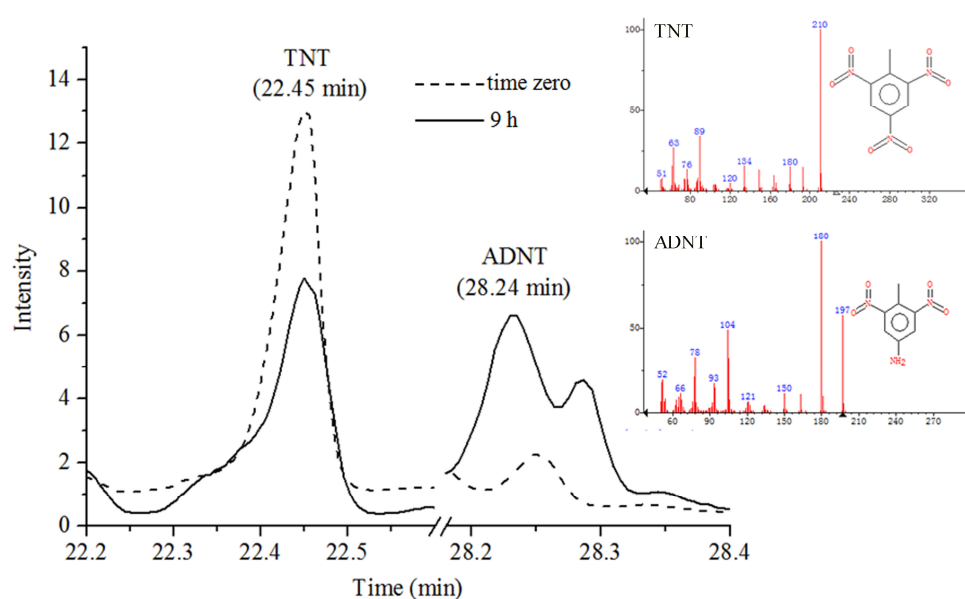 TNT
(22.45 min)
time zero
9 h
ADNT
(28.24 min)
Intensity
14
12
10
8
6
4
2
0
22.2 22.3 22.4 22.5 28.2 28.3 28.4
Time (min)
TNT
100
50
0
51 63 76 89 120 134 180 210
80 120 160 200 240 280 320
O O N O O N O O N
ADNT
100
50
0
52 66 78 93 104 121 150 180 197
60 90 120 150 180 210 240 270
O O N O O N NH2